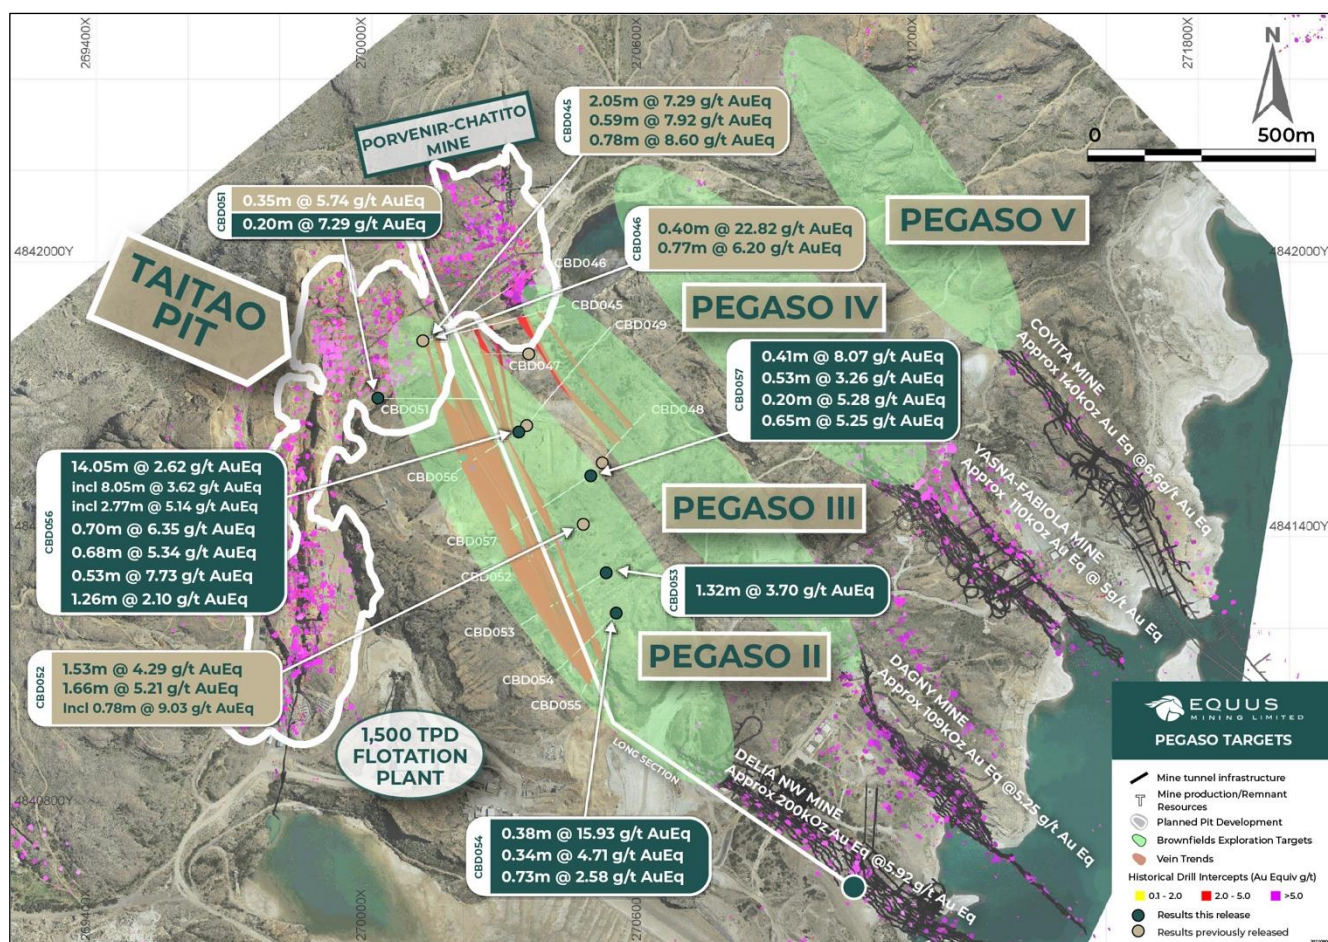 269400X
270000X
270600X
271200X
271800X
N
0
500m
PORVENIR-CHATITO
MINE
CBD045
2.05m @ 7.29 g/t AuEq
0.59m @ 7.92 g/t AuEq
0.78m @ 8.60 g/t AuEq
CBD051
0.35m @ 5.74 g/t AuEq
0.20m @ 7.29 g/t AuEq
CBD046
0.40m @ 22.82 g/t AuEq
0.77m @ 6.20 g/t AuEq
PEGASO V
4842000Y
4842000Y
TAITAO
PIT
CBD046
CBD045
CBD049
PEGASO IV
CBD047
CBD051
CBD048
CBD057
0.41m @ 8.07 g/t AuEq
0.53m @ 3.26 g/t AuEq
0.20m @ 5.28 g/t AuEq
0.65m @ 5.25 g/t AuEq
COYITA MINE
Approx 140kOz Au Eq @6.6g/t Au Eq
YASNA-FABIOLA MINE
Approx 110kOz Au Eq @ 5g/t Au Eq
CBD056
14.05m @ 2.62 g/t AuEq
incl 8.05m @ 3.62 g/t AuEq
incl 2.77m @ 5.14 g/t AuEq
0.70m @ 6.35 g/t AuEq
0.68m @ 5.34 g/t AuEq
0.53m @ 7.73 g/t AuEq
1.26m @ 2.10 g/t AuEq
CBD056
CBD057
CBD052
CBD053
CBD054
CBD055
PEGASO III
4841400Y
CBD053
1.32m @ 3.70 g/t AuEq
PEGASO II
CBD052
1.53m @ 4.29 g/t AuEq
1.66m @ 5.21 g/t AuEq
Incl 0.78m @ 9.03 g/t AuEq
1,500 TPD
FLOTATION
PLANT
LONG SECTION
DAGNY MINE
Approx 109kOz Au Eq @5.25 g/t Au Eq
DELIA NW MINE
Approx 200kOz Au Eq @5.92 g/t Au Eq
4840800Y
CBD054
0.38m @ 15.93 g/t AuEq
0.34m @ 4.71 g/t AuEq
0.73m @ 2.58 g/t AuEq
269400X
270000X
270600X
EQUUS
MINING LIMITED
PEGASO TARGETS
Mine tunnel infrastructure
Mine production/Remnant
Resources
Planned Pit Development
Brownfields Exploration Targets
Vein Trends
Historical Drill Intercepts (Au Equiv g/t)
0.1 - 2.0
2.0 - 5.0
>5.0
Results this release
Results previously released